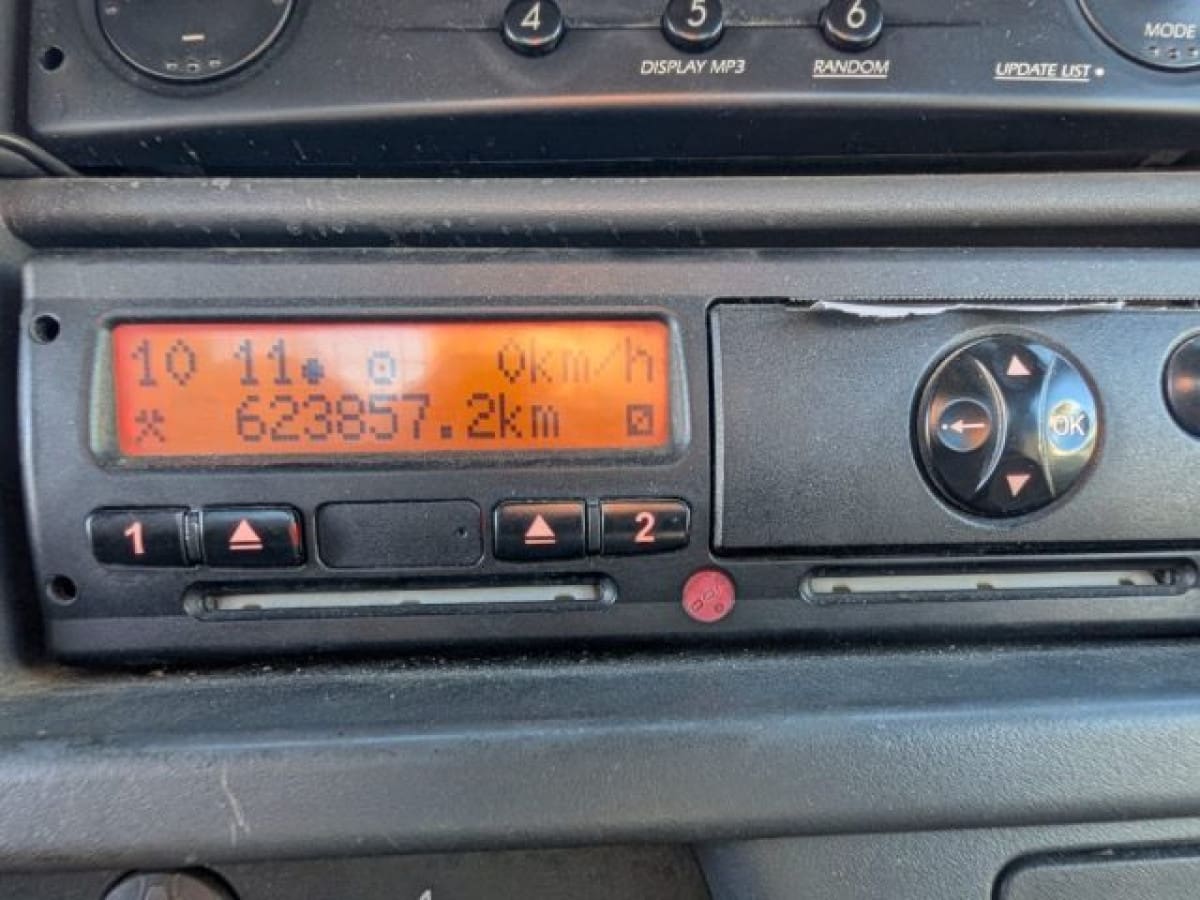 4 5 6
MODE
DISPLAY MP3 RANDOM UPDATE LIST
10 11 0km/h
623857.2km
OK
1 2